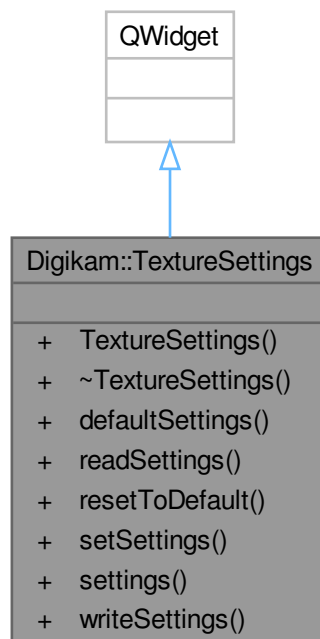 QWidget
Digikam::TextureSettings
+ TextureSettings()
+ ~TextureSettings()
+ defaultSettings()
+ readSettings()
+ resetToDefault()
+ setSettings()
+ settings()
+ writeSettings()